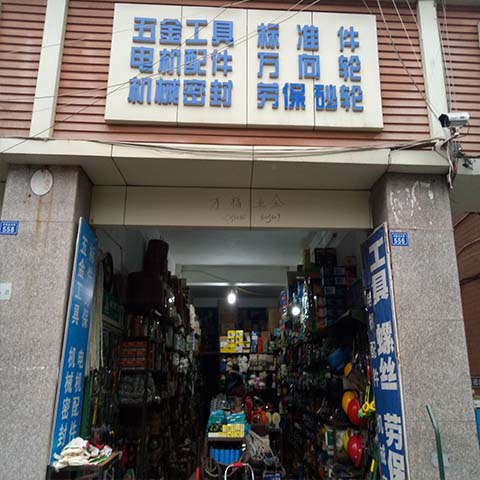 五金工具 标准件
电机配件 万向轮
机械密封 劳保砂轮
558
556
五金工具
电机配件
机械密封
工具 螺丝 劳保